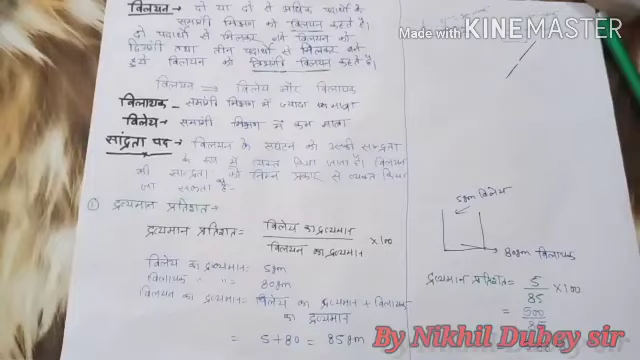 विलयन → दो या दो से अधिक पदार्थों के
समांगी मिश्रण को विलयन कहते हैं।
दो पदार्थों से मिलकर बने विलयन को
द्विअंगी तथा तीन पदार्थों से मिलकर बने
हुये विलयन को त्रिअंगी विलयन कहते हैं।
विलयन ⇒ विलेय और विलायक
विलायक - समांगी मिश्रण में ज्यादा का मात्रा
विलेय → समांगी मिश्रण में कम मात्रा
सांद्रता पद → विलयन के संघटन को उसकी सान्द्रता
के रूप में व्यक्त किया जाता है। विलयन
की सान्द्रता को निम्न प्रकार से व्यक्त किया
जा सकता है-
① द्रव्यमान प्रतिशत →
द्रव्यमान प्रतिशत = विलेय का द्रव्यमान / विलयन का द्रव्यमान × 100
विलेय का द्रव्यमान = 5gm
विलायक " " = 80gm
विलयन का द्रव्यमान = विलेय का द्रव्यमान + विलायक
का द्रव्यमान
= 5 + 80 = 85gm
Made with
KINEMASTER
5gm विलेय
80gm विलायक
द्रव्यमान प्रतिशत = 5 / 85 × 100
= 500 / 85
By Nikhil Dubey sir